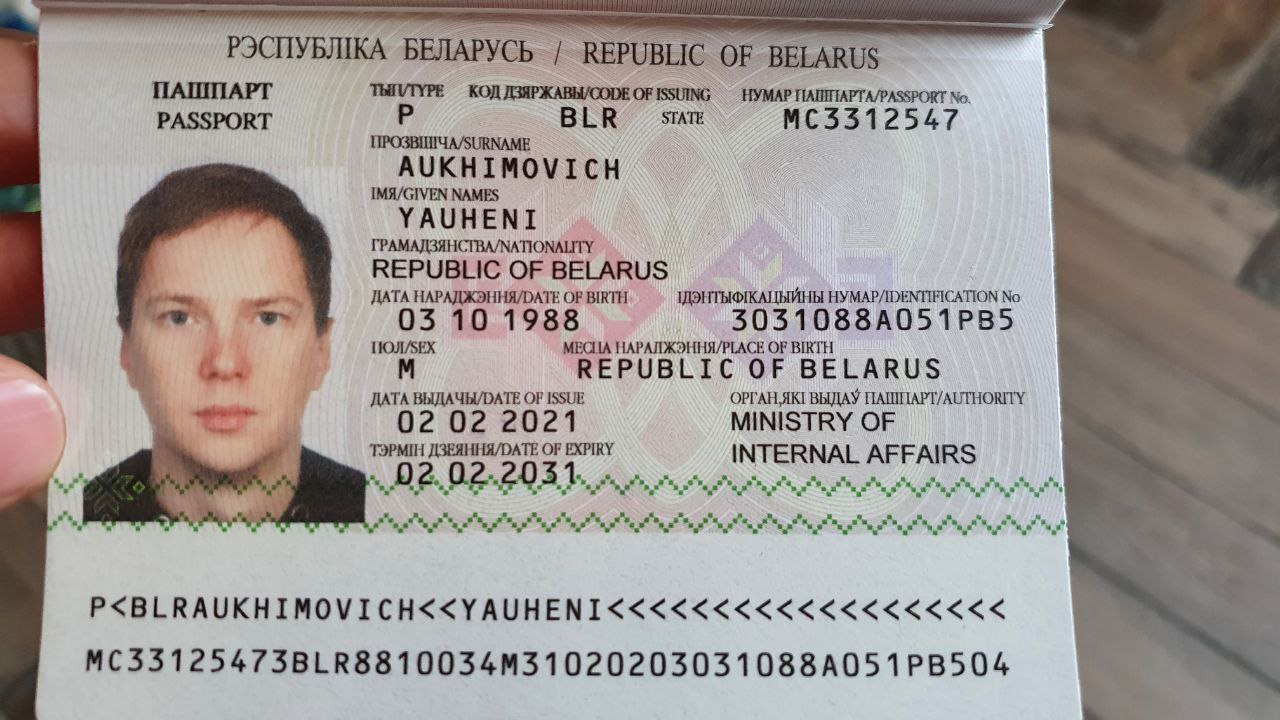 РЭСПУБЛІКА БЕЛАРУСЬ / REPUBLIC OF BELARUS
ПАШПАРТ
PASSPORT
ТЫП/TYPE КОД ДЗЯРЖАВЫ/CODE OF ISSUING STATE НУМАР ПАШПАРТА/PASSPORT No.
P BLR MC3312547
ПРОЗВІШЧА/SURNAME
AUKHIMOVICH
ІМЯ/GIVEN NAMES
YAUHENI
ГРАМАДЗЯНСТВА/NATIONALITY
REPUBLIC OF BELARUS
ДАТА НАРАДЖЭННЯ/DATE OF BIRTH ІДЭНТЫФІКАЦЫЙНЫ НУМАР/IDENTIFICATION No
03 10 1988 3031088A051PB5
ПОЛ/SEX МЕСЦА НАРАДЖЭННЯ/PLACE OF BIRTH
M REPUBLIC OF BELARUS
ДАТА ВЫДАЧЫ/DATE OF ISSUE ОРГАН,ЯКІ ВЫДАЎ ПАШПАРТ/AUTHORITY
02 02 2021 MINISTRY OF
ТЭРМІН ДЗЕЯННЯ/DATE OF EXPIRY INTERNAL AFFAIRS
02 02 2031
P<BLRAUKHIMOVICH<<YAUHENI<<<<<<<<<<<<<<<<<<<
MC33125473BLR8810034M31020203031088A051PB504